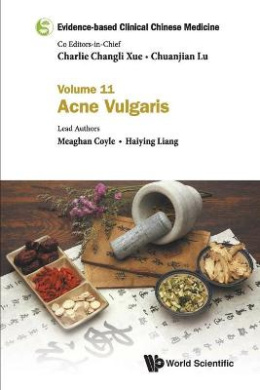 Evidence-based Clinical Chinese Medicine
Co Editors-in-Chief
Charlie Changli Xue • Chuanjian Lu
Volume 11
Acne Vulgaris
Lead Authors
Meaghan Coyle • Haiying Liang
World Scientific